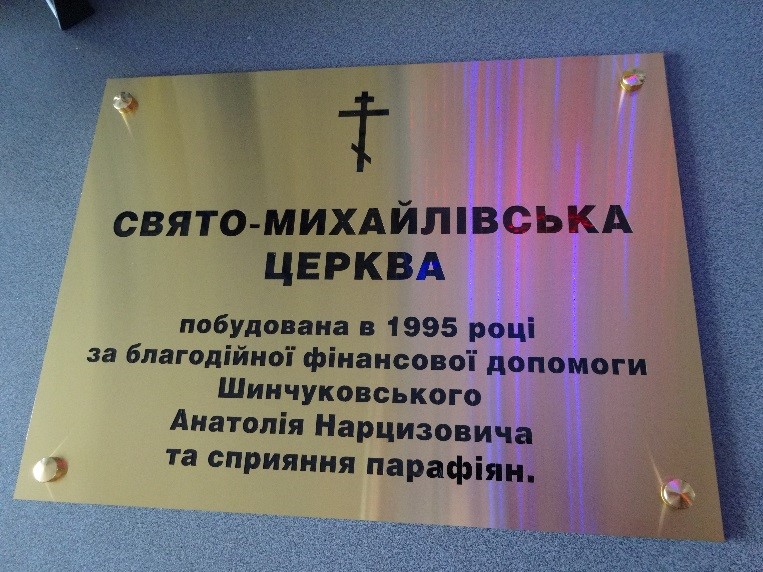 СВЯТО-МИХАЙЛІВСЬКА
ЦЕРКВА
побудована в 1995 році
за благодійної фінансової допомоги
Шинчуковського
Анатолія Нарцизовича
та сприяння парафіян.